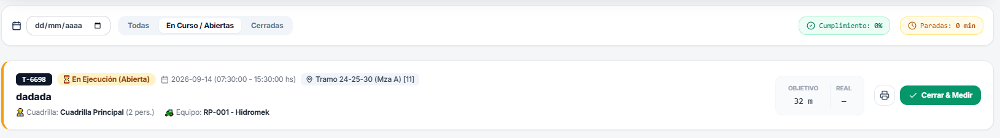 dd/mm/aaaa Todas En Curso / Abiertas Cerradas Cumplimiento: 0% Paradas: 0 min
T-6698 En Ejecución (Abierta) 2026-09-14 (07:30:00 - 15:30:00 hs) Tramo 24-25-30 (Mza A) [11]
dadada
Cuadrilla: Cuadrilla Principal (2 pers.) Equipo: RP-001 - Hidromek
OBJETIVO REAL
32 m —
Cerrar & Medir